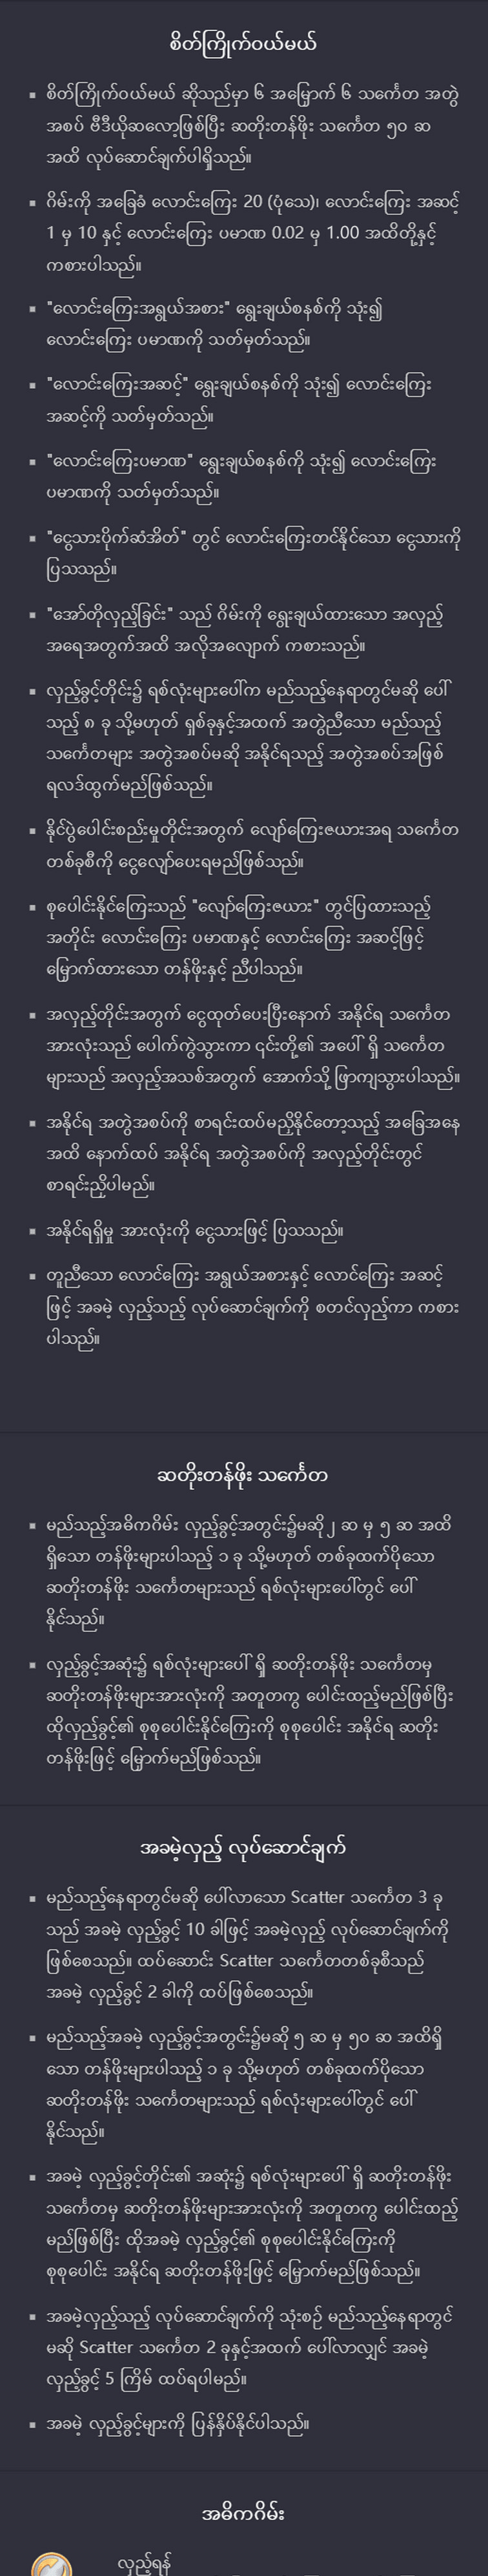 စိတ်ကြိုက်ဝယ်မယ်
စိတ်ကြိုက်ဝယ်မယ် ဆိုသည်မှာ ၆ အမြှောက် ၆ သင်္ကေတ အတွဲ
အစပ် ဗီဒီယိုဆလော့ဖြစ်ပြီး ဆတိုးတန်ဖိုး သင်္ကေတ ၅၀ ဆ
အထိ လုပ်ဆောင်ချက်ပါရှိသည်။
ဂိမ်းကို အခြေခံ လောင်းကြေး 20 (ပုံသေ)၊ လောင်းကြေး အဆင့်
1 မှ 10 နှင့် လောင်းကြေး ပမာဏ 0.02 မှ 1.00 အထိတို့နှင့်
ကစားပါသည်။
"လောင်းကြေးအရွယ်အစား" ရွေးချယ်စနစ်ကို သုံး၍
လောင်းကြေး ပမာဏကို သတ်မှတ်သည်။
"လောင်းကြေးအဆင့်" ရွေးချယ်စနစ်ကို သုံး၍ လောင်းကြေး
အဆင့်ကို သတ်မှတ်သည်။
"လောင်းကြေးပမာဏ" ရွေးချယ်စနစ်ကို သုံး၍ လောင်းကြေး
ပမာဏကို သတ်မှတ်သည်။
"ငွေသားပိုက်ဆံအိတ်" တွင် လောင်းကြေးတင်နိုင်သော ငွေသားကို
ပြသသည်။
"အော်တိုလှည့်ခြင်း" သည် ဂိမ်းကို ရွေးချယ်ထားသော အလှည့်
အရေအတွက်အထိ အလိုအလျောက် ကစားသည်။
လှည့်ခွင့်တိုင်း၌ ရစ်လုံးများပေါ်က မည်သည့်နေရာတွင်မဆို ပေါ်
သည့် ၈ ခု သို့မဟုတ် ရှစ်ခုနှင့်အထက် အတွဲညီသော မည်သည့်
သင်္ကေတများ အတွဲအစပ်မဆို အနိုင်ရသည့် အတွဲအစပ်အဖြစ်
ရလဒ်ထွက်မည်ဖြစ်သည်။
နိုင်ပွဲပေါင်းစည်းမှုတိုင်းအတွက် လျော်ကြေးဇယားအရ သင်္ကေတ
တစ်ခုစီကို ငွေလျော်ပေးရမည်ဖြစ်သည်။
စုပေါင်းနိုင်ကြေးသည် "လျော်ကြေးဇယား" တွင်ပြထားသည့်
အတိုင်း လောင်းကြေး ပမာဏနှင့် လောင်းကြေး အဆင့်ဖြင့်
မြှောက်ထားသော တန်ဖိုးနှင့် ညီပါသည်။
အလှည့်တိုင်းအတွက် ငွေထုတ်ပေးပြီးနောက် အနိုင်ရ သင်္ကေတ
အားလုံးသည် ပေါက်ကွဲသွားကာ ၎င်းတို့၏ အပေါ် ရှိ သင်္ကေတ
များသည် အလှည့်အသစ်အတွက် အောက်သို့ ဖြာကျသွားပါသည်။
အနိုင်ရ အတွဲအစပ်ကို စာရင်းထပ်မညှိနိုင်တော့သည့် အခြေအနေ
အထိ နောက်ထပ် အနိုင်ရ အတွဲအစပ်ကို အလှည့်တိုင်းတွင်
စာရင်းညှိပါမည်။
အနိုင်ရရှိမှု အားလုံးကို ငွေသားဖြင့် ပြသသည်။
တူညီသော လောင်ကြေး အရွယ်အစားနှင့် လောင်ကြေး အဆင့်
ဖြင့် အခမဲ့ လှည့်သည့် လုပ်ဆောင်ချက်ကို စတင်လှည့်ကာ ကစား
ပါသည်။
ဆတိုးတန်ဖိုး သင်္ကေတ
မည်သည့်အဓိကဂိမ်း လှည့်ခွင့်အတွင်း၌မဆို ၂ ဆ မှ ၅ ဆ အထိ
ရှိသော တန်ဖိုးများပါသည့် ၁ ခု သို့မဟုတ် တစ်ခုထက်ပိုသော
ဆတိုးတန်ဖိုး သင်္ကေတများသည် ရစ်လုံးများပေါ်တွင် ပေါ်
နိုင်သည်။
လှည့်ခွင့်အဆုံး၌ ရစ်လုံးများပေါ် ရှိ ဆတိုးတန်ဖိုး သင်္ကေတမှ
ဆတိုးတန်ဖိုးများအားလုံးကို အတူတကွ ပေါင်းထည့်မည်ဖြစ်ပြီး
ထိုလှည့်ခွင့်၏ စုစုပေါင်းနိုင်ကြေးကို စုစုပေါင်း အနိုင်ရ ဆတိုး
တန်ဖိုးဖြင့် မြှောက်မည်ဖြစ်သည်။
အခမဲ့လှည့် လုပ်ဆောင်ချက်
မည်သည့်နေရာတွင်မဆို ပေါ်လာသော Scatter သင်္ကေတ 3 ခု
သည် အခမဲ့ လှည့်ခွင့် 10 ခါဖြင့် အခမဲ့လှည့် လုပ်ဆောင်ချက်ကို
ဖြစ်စေသည်။ ထပ်ဆောင်း Scatter သင်္ကေတတစ်ခုစီသည်
အခမဲ့ လှည့်ခွင့် 2 ခါကို ထပ်ဖြစ်စေသည်။
မည်သည့်အခမဲ့ လှည့်ခွင့်အတွင်း၌မဆို ၅ ဆ မှ ၅၀ ဆ အထိရှိ
သော တန်ဖိုးများပါသည့် ၁ ခု သို့မဟုတ် တစ်ခုထက်ပိုသော
ဆတိုးတန်ဖိုး သင်္ကေတများသည် ရစ်လုံးများပေါ်တွင် ပေါ်
နိုင်သည်။
အခမဲ့ လှည့်ခွင့်တိုင်း၏ အဆုံး၌ ရစ်လုံးများပေါ် ရှိ ဆတိုးတန်ဖိုး
သင်္ကေတမှ ဆတိုးတန်ဖိုးများအားလုံးကို အတူတကွ ပေါင်းထည့်
မည်ဖြစ်ပြီး ထိုအခမဲ့ လှည့်ခွင့်၏ စုစုပေါင်းနိုင်ကြေးကို
စုစုပေါင်း အနိုင်ရ ဆတိုးတန်ဖိုးဖြင့် မြှောက်မည်ဖြစ်သည်။
အခမဲ့လှည့်သည့် လုပ်ဆောင်ချက်ကို သုံးစဉ် မည်သည့်နေရာတွင်
မဆို Scatter သင်္ကေတ 2 ခုနှင့်အထက် ပေါ်လာလျှင် အခမဲ့
လှည့်ခွင့် 5 ကြိမ် ထပ်ရပါမည်။
အခမဲ့ လှည့်ခွင့်များကို ပြန်နှိပ်နိုင်ပါသည်။
အဓိကဂိမ်း
လှည့်ရန်